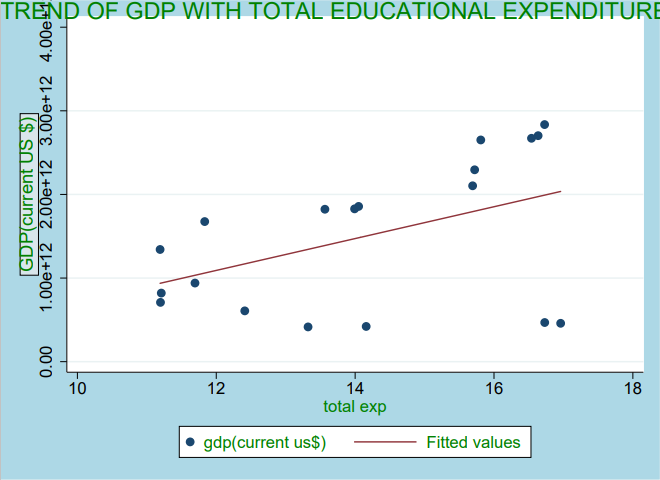 TREND OF GDP WITH TOTAL EDUCATIONAL EXPENDITURE
GDP(current US $)
4.00e+1
3.00e+12
2.00e+12
1.00e+12
0.00
10 12 14 16 18
total exp
gdp(current us$) Fitted values